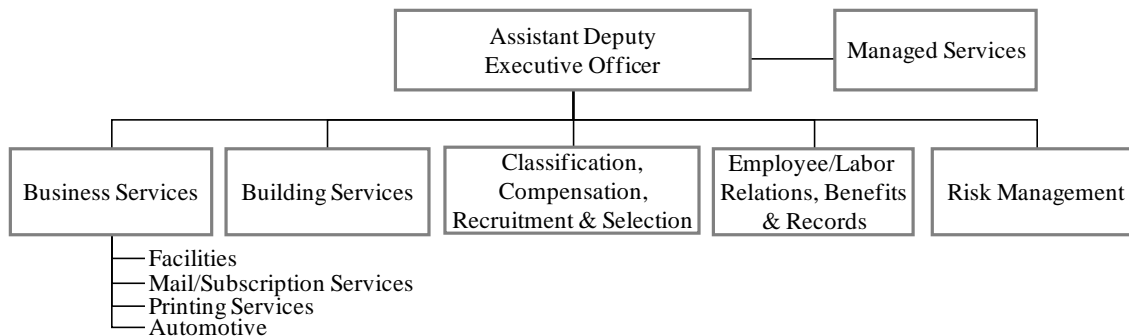 Assistant Deputy
Executive Officer
Managed Services
Business Services
Building Services
Classification,
Compensation,
Recruitment & Selection
Employee/Labor
Relations, Benefits
& Records
Risk Management
Facilities
Mail/Subscription Services
Printing Services
Automotive